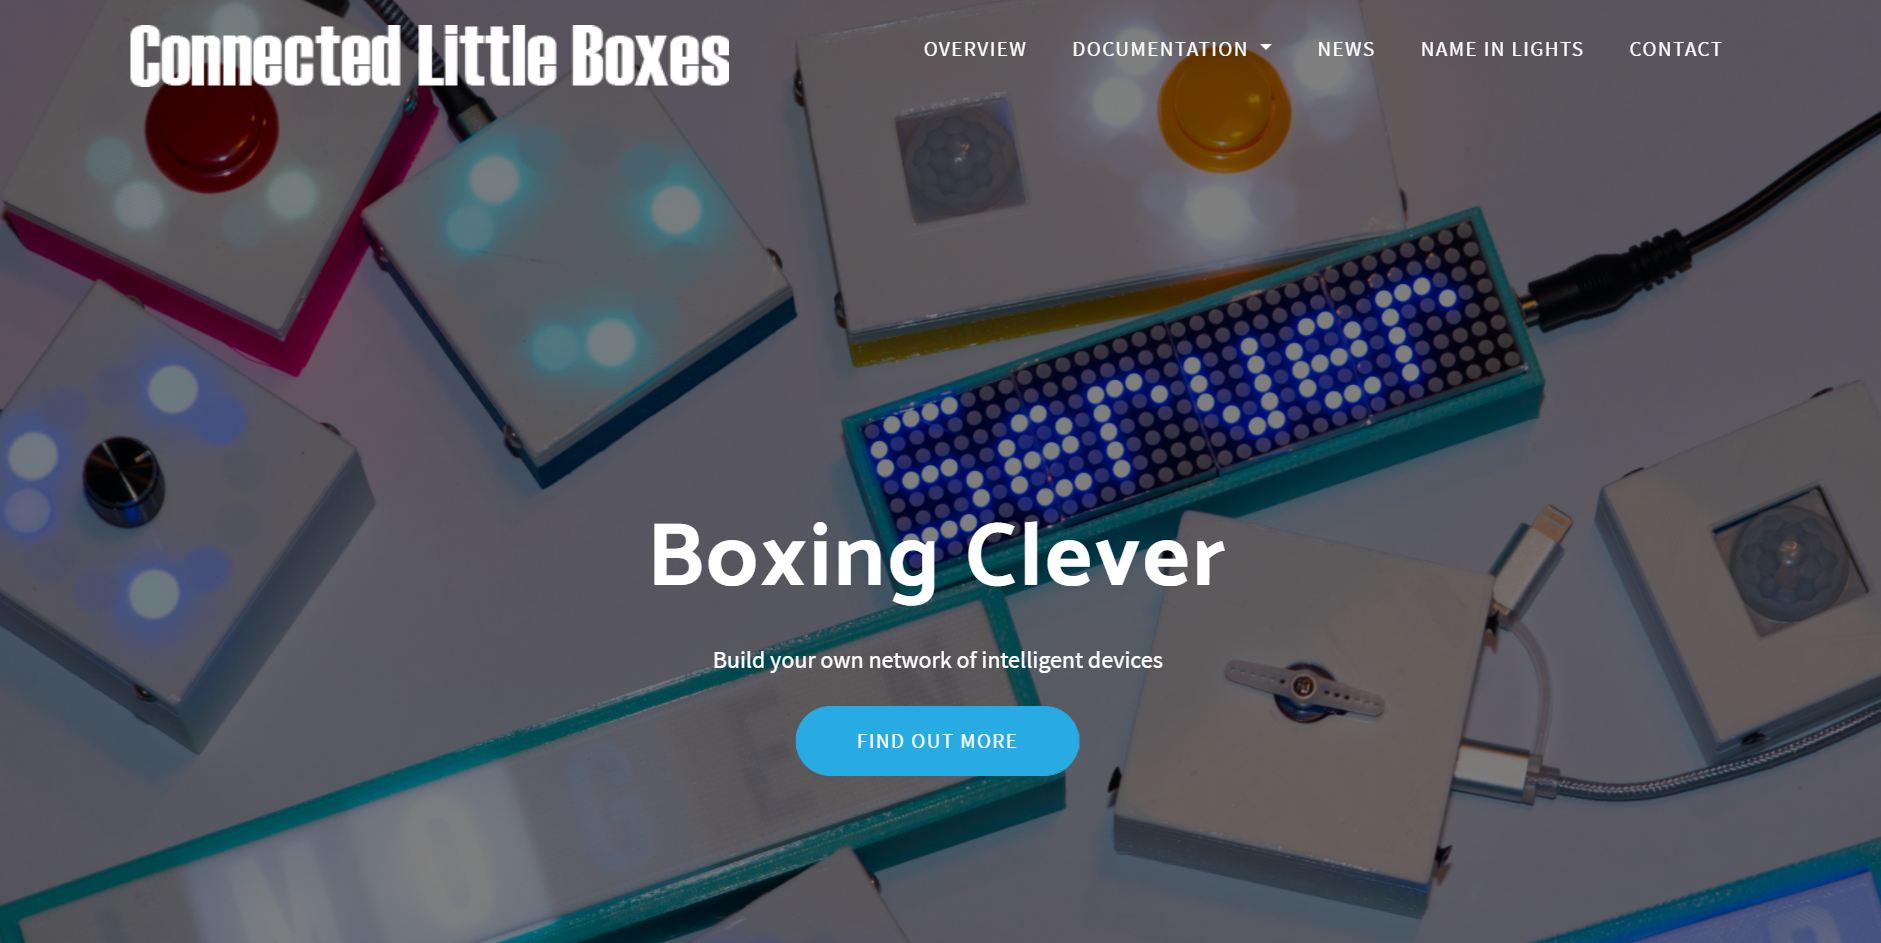 Connected Little Boxes
OVERVIEW
DOCUMENTATION
NEWS
NAME IN LIGHTS
CONTACT
Boxing Clever
Build your own network of intelligent devices
FIND OUT MORE
MOGEN